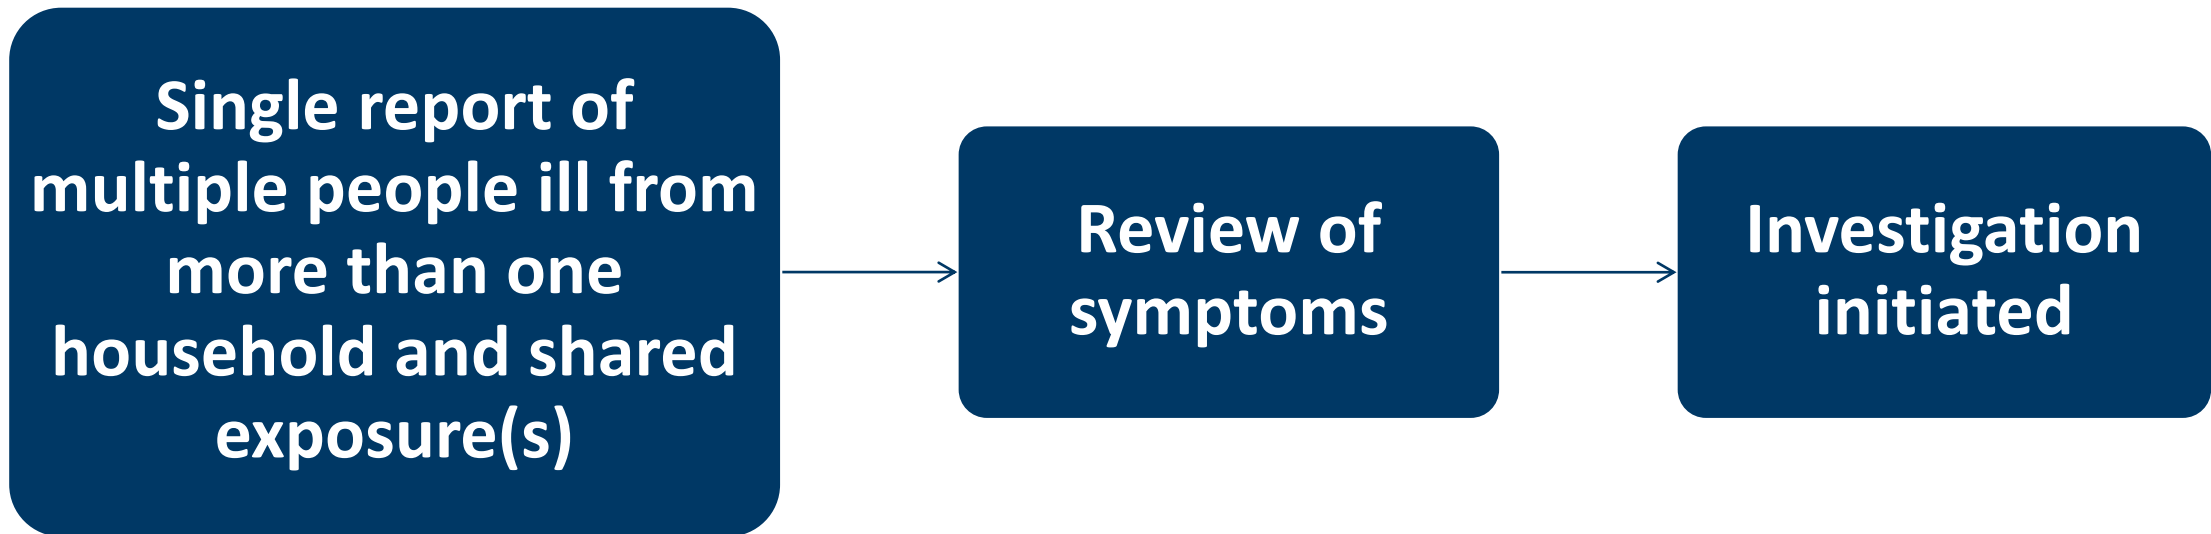 Single report of
multiple people ill from
more than one
household and shared
exposure(s)
Review of
symptoms
Investigation
initiated